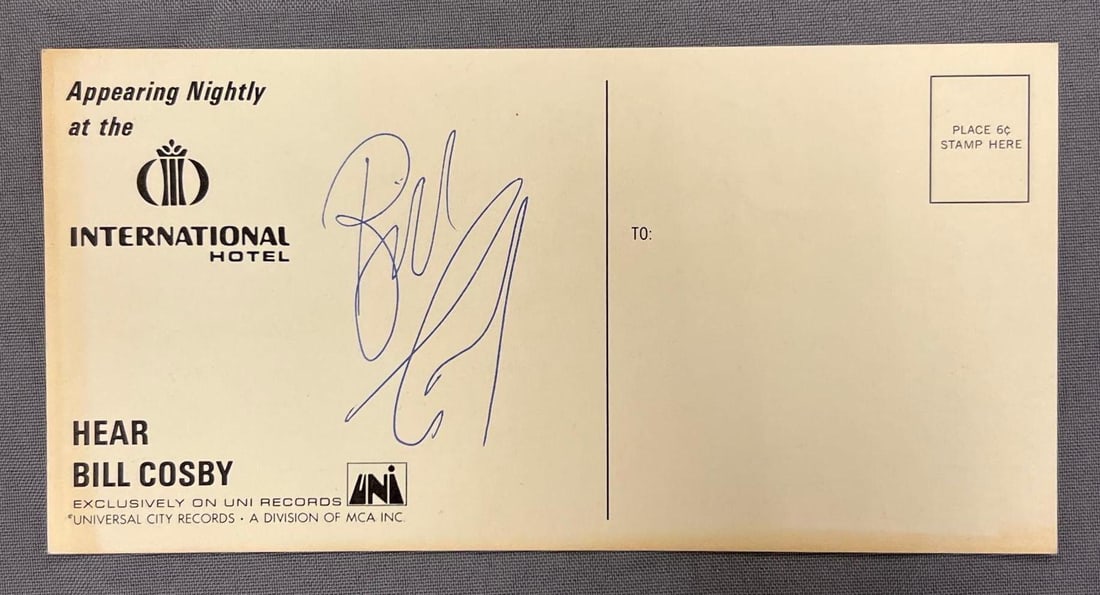 Appearing Nightly
at the
INTERNATIONAL
HOTEL
Bill
HEAR
BILL COSBY
EXCLUSIVELY ON UNI RECORDS
UNi
©UNIVERSAL CITY RECORDS • A DIVISION OF MCA INC.
PLACE 6¢
STAMP HERE
TO: